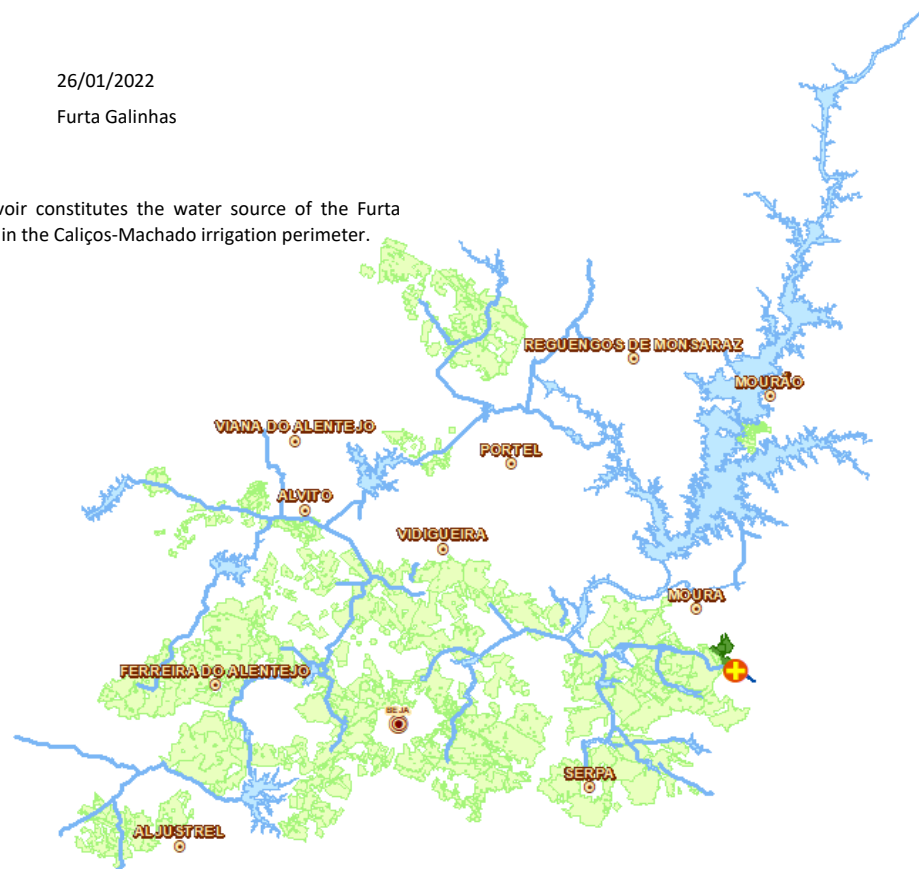 26/01/2022
Furta Galinhas
voir constitutes the water source of the Furta
in the Caliços-Machado irrigation perimeter.
REGUENGOS DE MONSARAZ
MOURÃO
VIANA DO ALENTEJO
PORTEL
ALVITO
VIDIGUEIRA
MOURA
FERREIRA DO ALENTEJO
BEJA
SERPA
ALJUSTREL